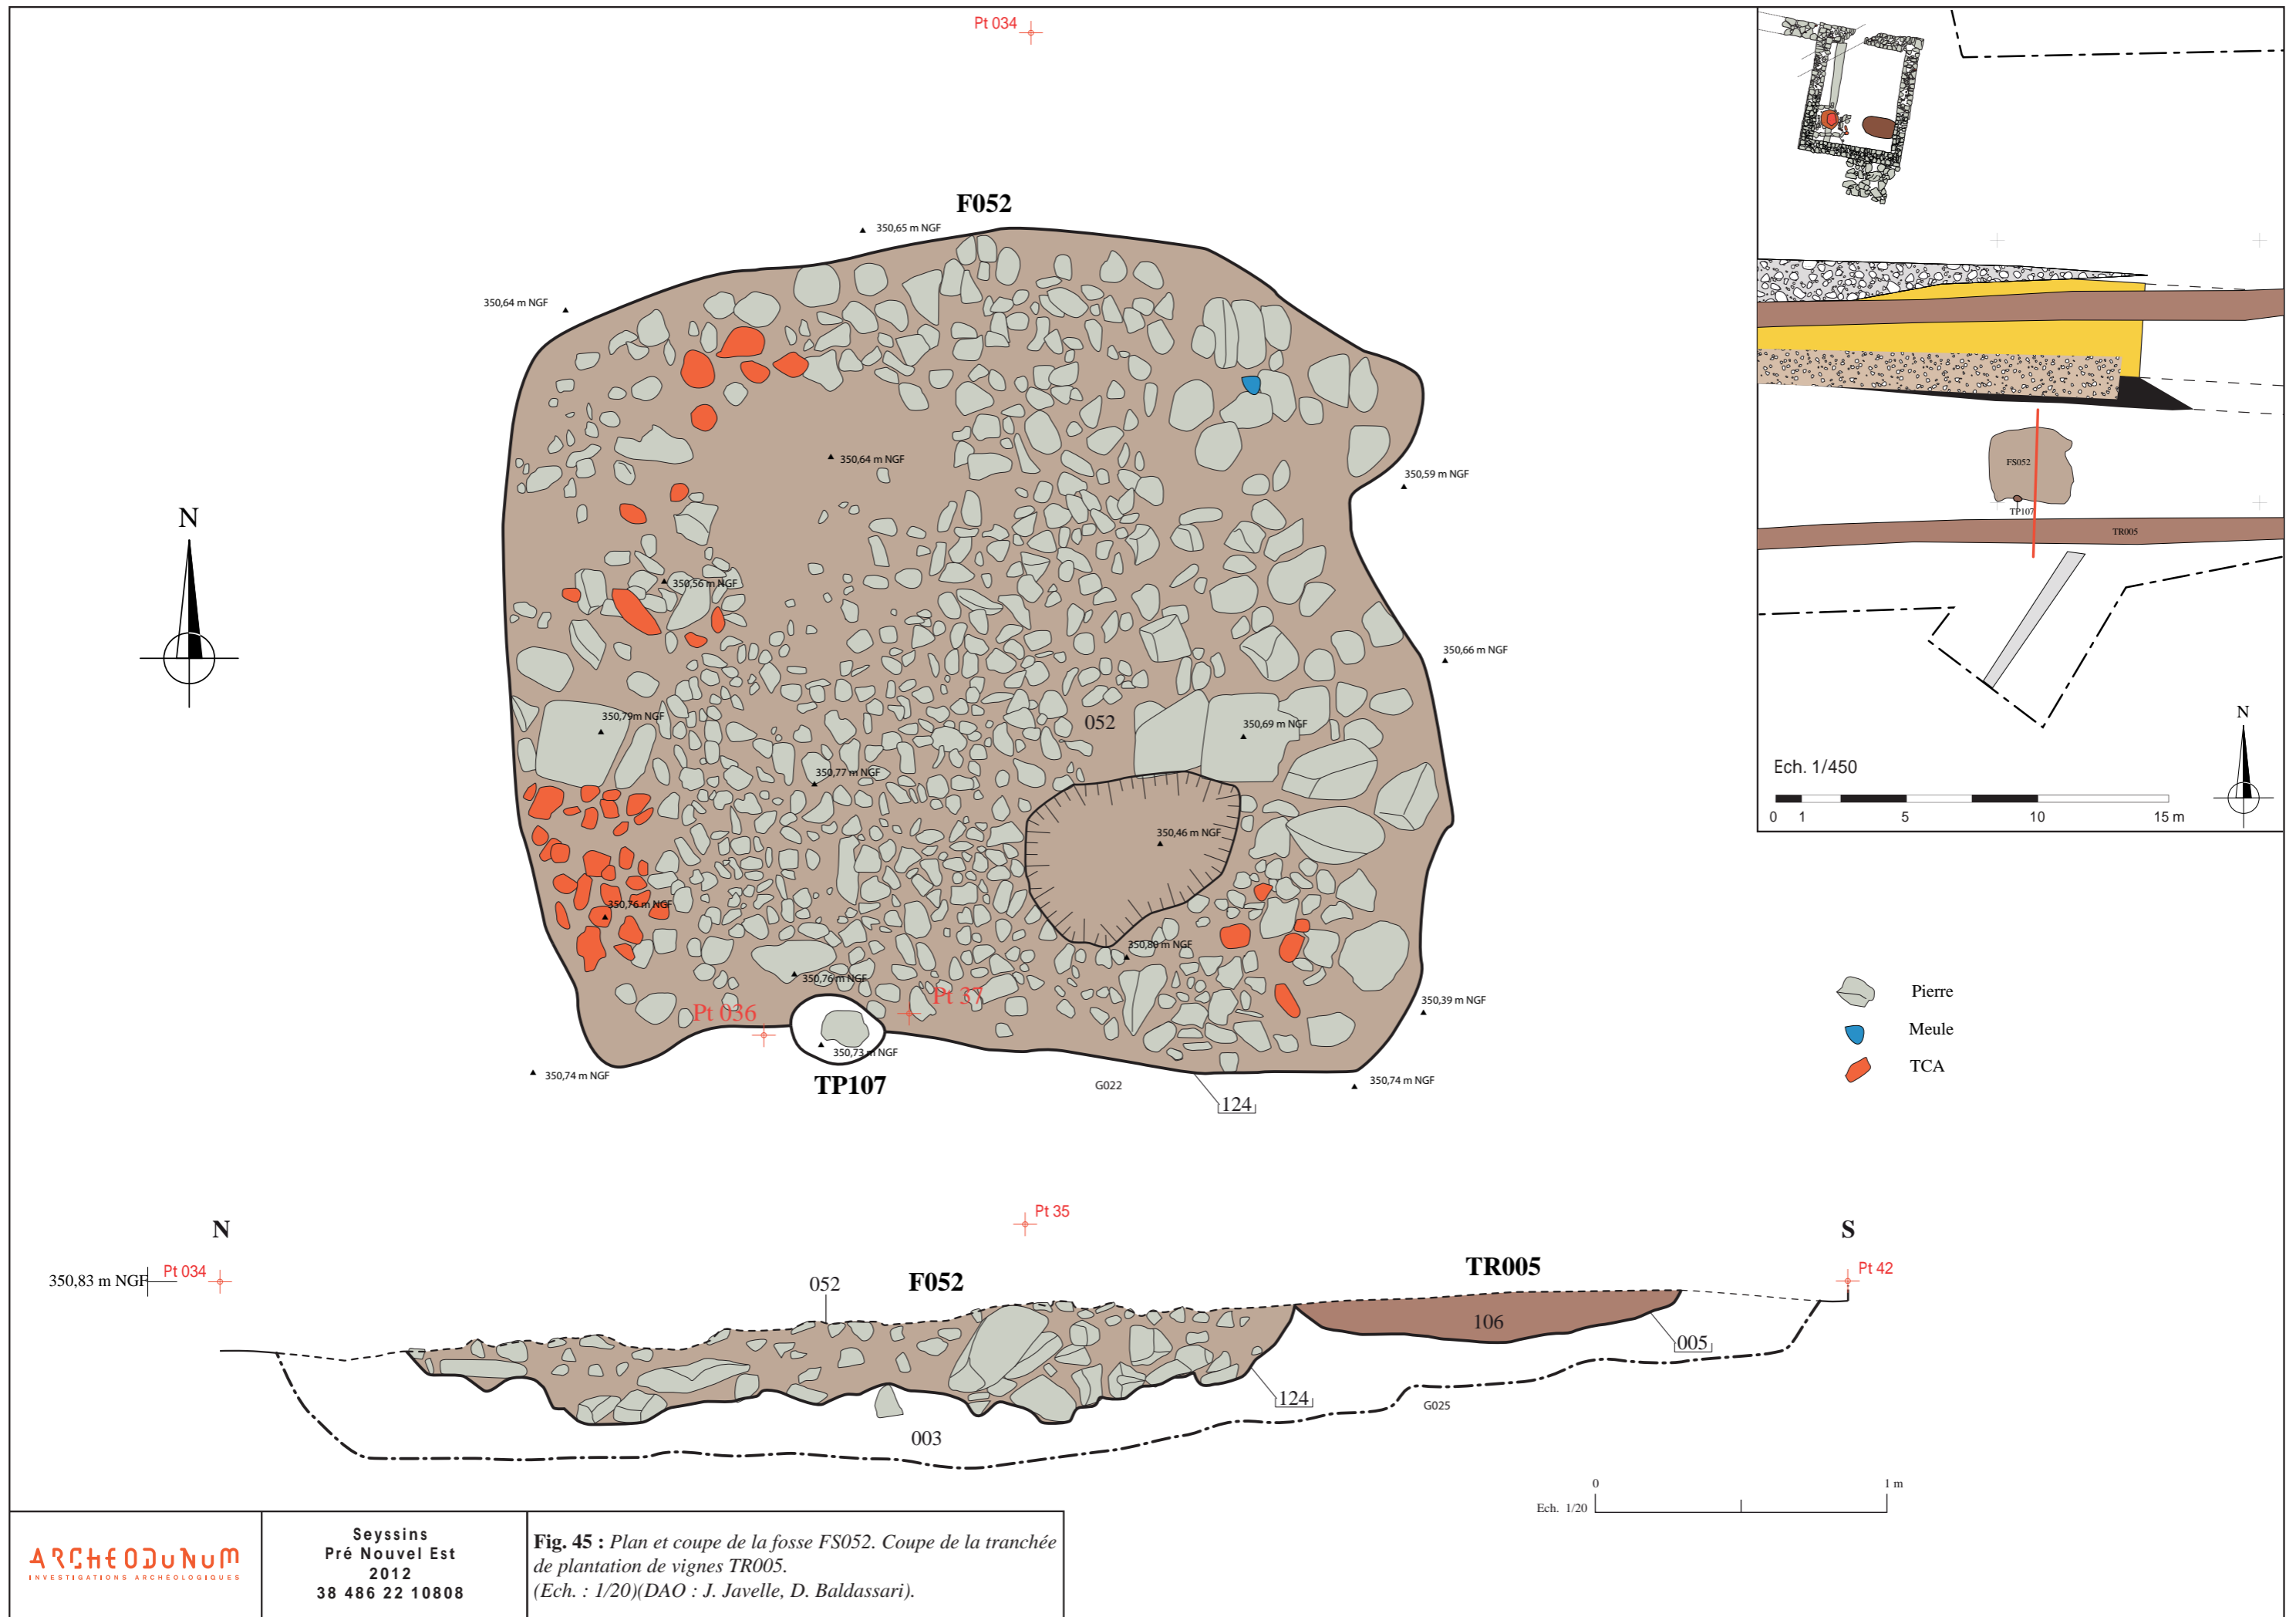 Pt 034
F052
350,65 m NGF
350,64 m NGF
350,64 m NGF
350,59 m NGF
N
350,56 m NGF
350,66 m NGF
052
350,79m NGF
350,69 m NGF
350,77 m NGF
350,46 m NGF
350,76 m NGF
350,80 m NGF
350,76 m NGF
Pt 036
Pt 37
350,39 m NGF
350,73 m NGF
350,74 m NGF
TP107
G022
350,74 m NGF
124
FS052
TP107
TR005
N
Ech. 1/450
0 1 5 10 15 m
Pierre
Meule
TCA
N
Pt 35
S
350,83 m NGF
Pt 034
052
F052
TR005
Pt 42
106
005
124
G025
003
0 1 m
Ech. 1/20
ARCHEODUNUM
INVESTIGATIONS ARCHÉOLOGIQUES
Seyssins
Pré Nouvel Est
2012
38 486 22 10808
Fig. 45 : Plan et coupe de la fosse FS052. Coupe de la tranchée
de plantation de vignes TR005.
(Ech. : 1/20)(DAO : J. Javelle, D. Baldassari).